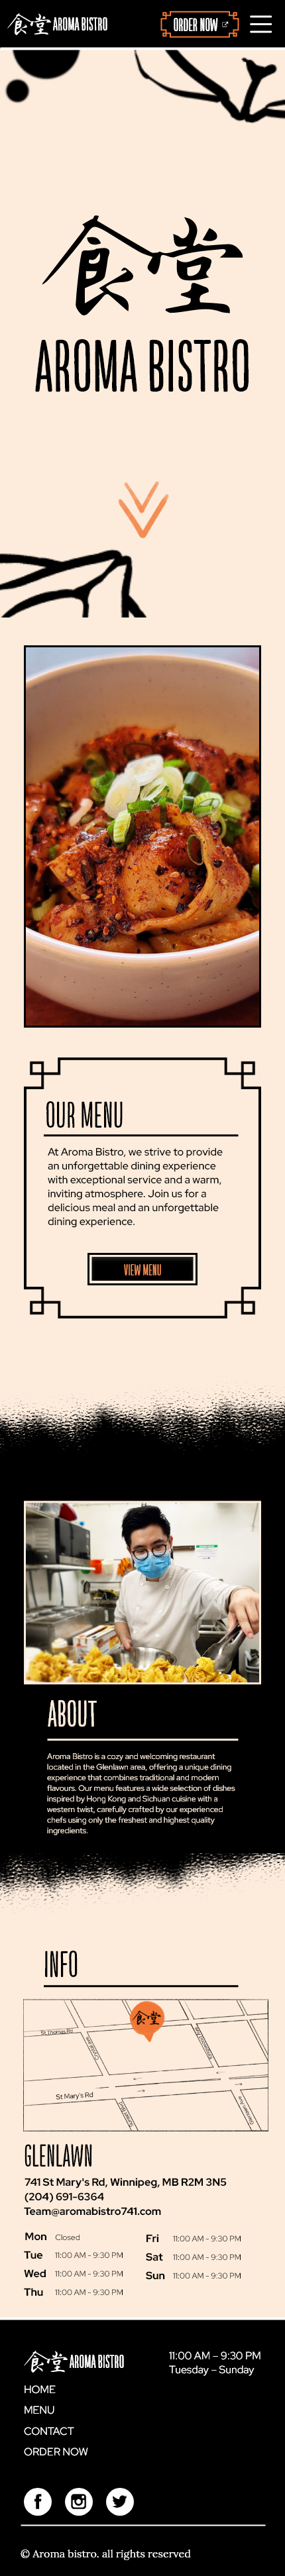 食堂 AROMA BISTRO
ORDER NOW
食堂
AROMA BISTRO
OUR MENU
At Aroma Bistro, we strive to provide
an unforgettable dining experience
with exceptional service and a warm,
inviting atmosphere. Join us for a
delicious meal and an unforgettable
dining experience.
VIEW MENU
ABOUT
Aroma Bistro is a cozy and welcoming restaurant
located in the Glenlawn area, offering a unique dining
experience that combines traditional and modern
flavours. Our menu features a wide selection of dishes
inspired by Hong Kong and Sichuan cuisine with a
western twist, carefully crafted by our experienced
chefs using only the freshest and highest quality
ingredients.
INFO
食堂
St Thomas Rd
St Mary's Rd
GLENLAWN
741 St Mary's Rd, Winnipeg, MB R2M 3N5
(204) 691-6364
Team@aromabistro741.com
Mon Closed
Tue 11:00 AM - 9:30 PM
Wed 11:00 AM - 9:30 PM
Thu 11:00 AM - 9:30 PM
Fri 11:00 AM - 9:30 PM
Sat 11:00 AM - 9:30 PM
Sun 11:00 AM - 9:30 PM
食堂 AROMA BISTRO
HOME
MENU
CONTACT
ORDER NOW
11:00 AM – 9:30 PM
Tuesday – Sunday
© Aroma bistro. all rights reserved